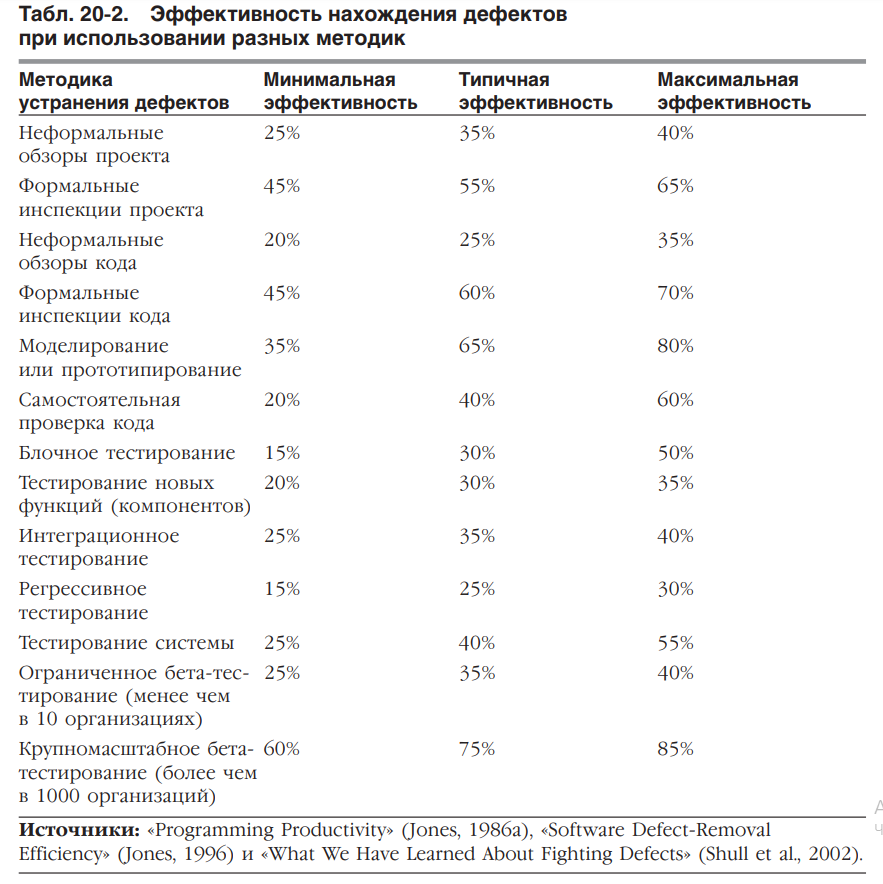 Табл. 20-2. Эффективность нахождения дефектов
при использовании разных методик
Методика Минимальная Типичная Максимальная
устранения дефектов эффективность эффективность эффективность
Неформальные 25% 35% 40%
обзоры проекта
Формальные 45% 55% 65%
инспекции проекта
Неформальные 20% 25% 35%
обзоры кода
Формальные 45% 60% 70%
инспекции кода
Моделирование 35% 65% 80%
или прототипирование
Самостоятельная 20% 40% 60%
проверка кода
Блочное тестирование 15% 30% 50%
Тестирование новых 20% 30% 35%
функций (компонентов)
Интеграционное 25% 35% 40%
тестирование
Регрессивное 15% 25% 30%
тестирование
Тестирование системы 25% 40% 55%
Ограниченное бета-тес- 25% 35% 40%
тирование (менее чем
в 10 организациях)
Крупномасштабное бета- 60% 75% 85%
тестирование (более чем
в 1000 организаций)
Источники: «Programming Productivity» (Jones, 1986a), «Software Defect-Removal
Efficiency» (Jones, 1996) и «What We Have Learned About Fighting Defects» (Shull et al., 2002).